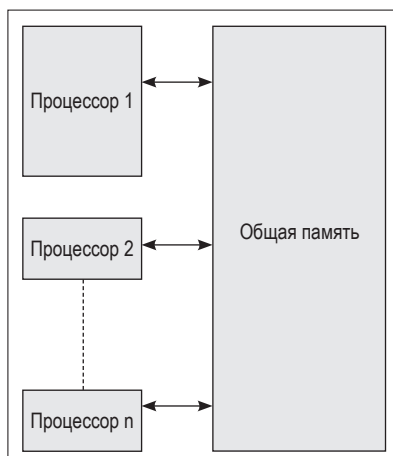 Процессор 1
Процессор 2
Общая память
Процессор n